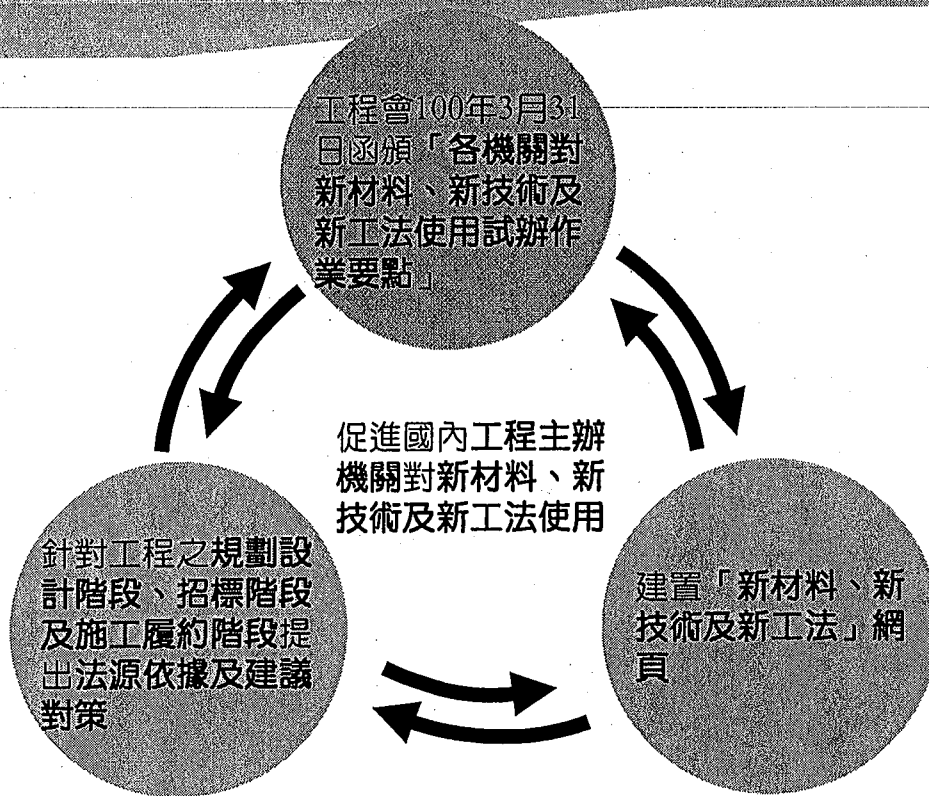 工程會100年3月31
日函頒「各機關對
新材料、新技術及
新工法使用試辦作
業要點」
促進國內工程主辦
機關對新材料、新
技術及新工法使用
針對工程之規劃設
計階段、招標階段
及施工履約階段提
出法源依據及建議
對策
建置「新材料、新
技術及新工法」網
頁